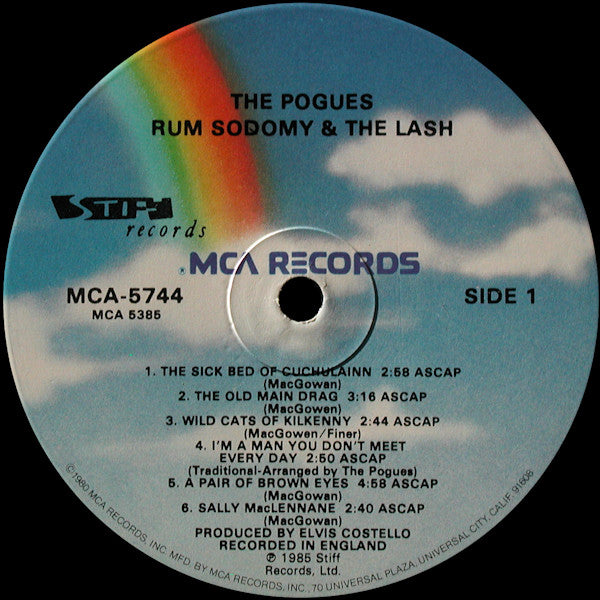 THE POGUES
RUM SODOMY & THE LASH
STIFF
records
® MCA RECORDS
MCA-5744
MCA 5385
SIDE 1
1. THE SICK BED OF CUCHULAINN 2:58 ASCAP
(MacGowan)
2. THE OLD MAIN DRAG 3:16 ASCAP
(MacGowen)
3. WILD CATS OF KILKENNY 2:44 ASCAP
(MacGowen/Finer)
4. I'M A MAN YOU DON'T MEET
EVERY DAY 2:50 ASCAP
(Traditional-Arranged by The Pogues)
5. A PAIR OF BROWN EYES 4:58 ASCAP
(MacGowan)
6. SALLY MacLENNANE 2:40 ASCAP
(MacGowan)
PRODUCED BY ELVIS COSTELLO
RECORDED IN ENGLAND
℗ 1985 Stiff
Records, Ltd.
©1980 MCA RECORDS, INC. MFD. BY MCA RECORDS, INC., 70 UNIVERSAL PLAZA, UNIVERSAL CITY, CALIF. 91608